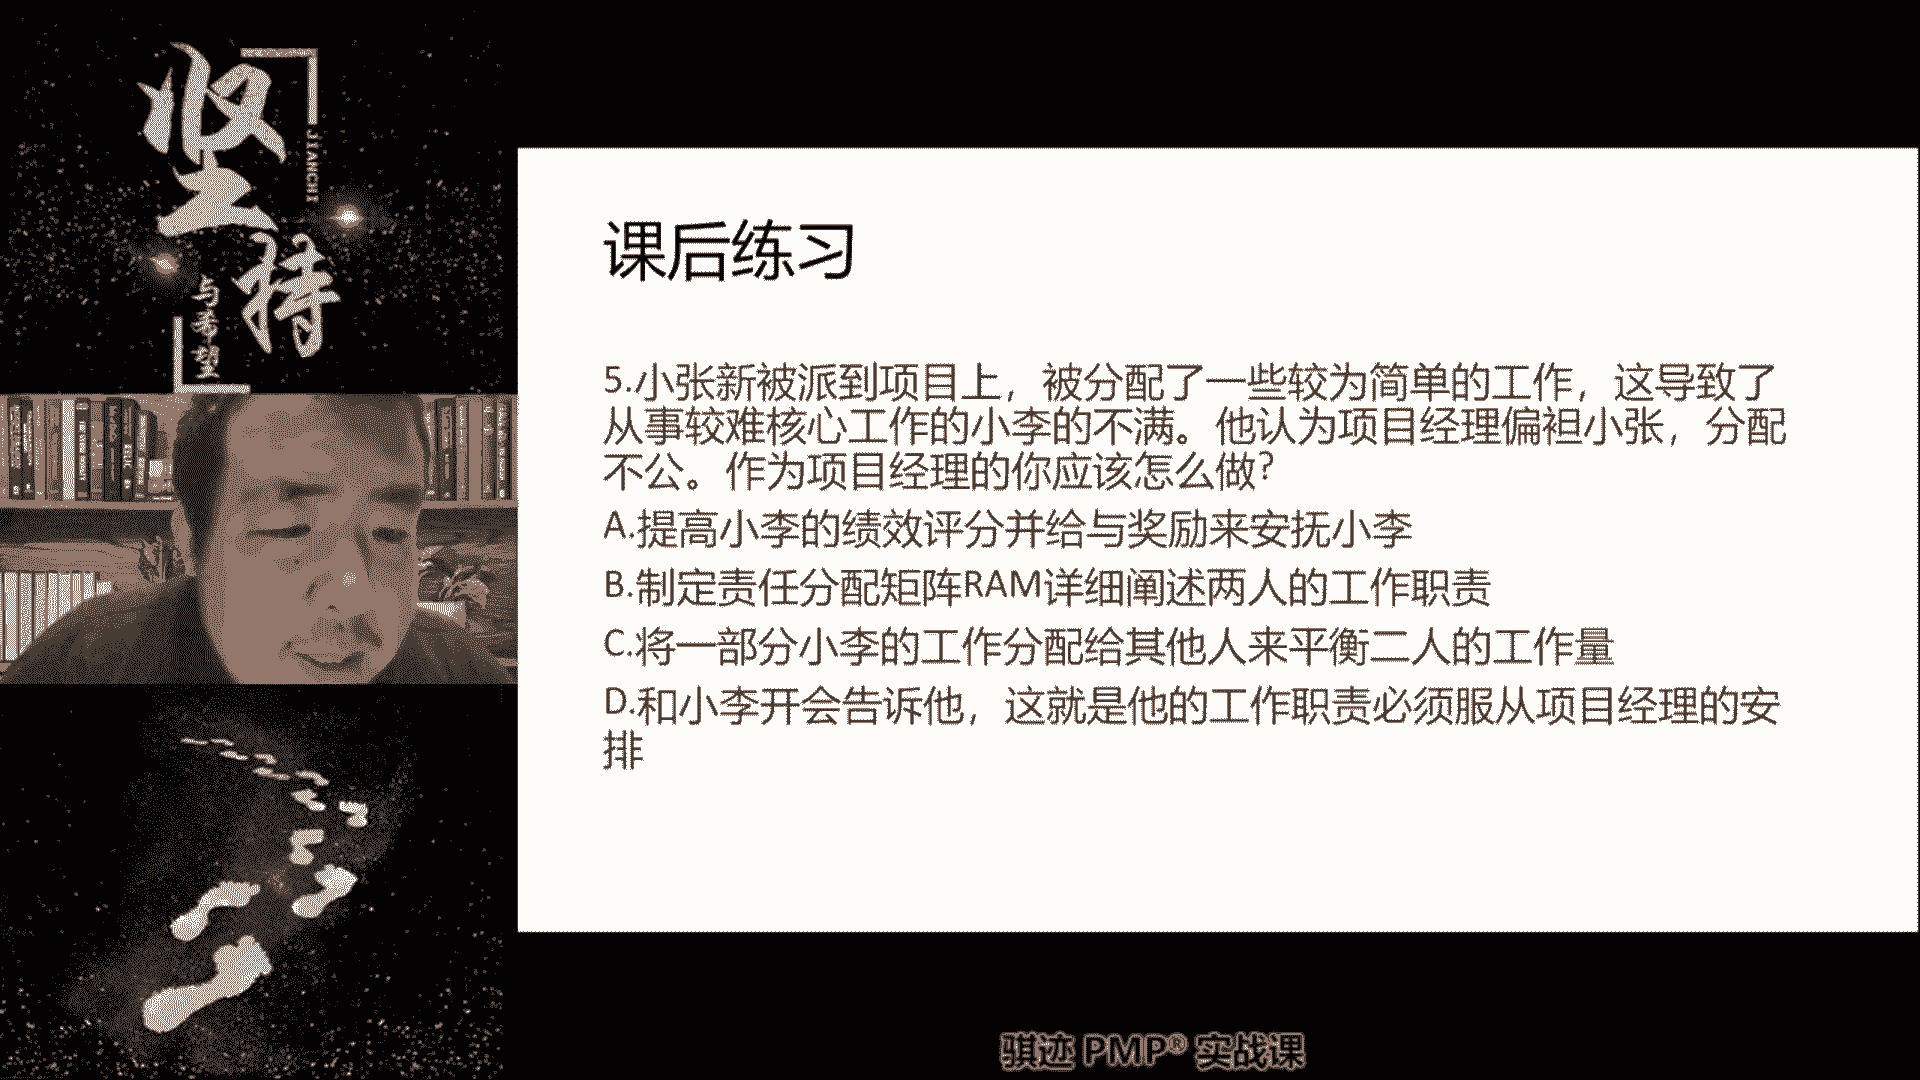 坚持
JIANCHI
与希望
课后练习
5.小张新被派到项目上，被分配了一些较为简单的工作，这导致了
从事较难核心工作的小李的不满。他认为项目经理偏袒小张，分配
不公。作为项目经理的你应该怎么做?
A.提高小李的绩效评分并给与奖励来安抚小李
B.制定责任分配矩阵RAM详细阐述两人的工作职责
C.将一部分小李的工作分配给其他人来平衡二人的工作量
D.和小李开会告诉他，这就是他的工作职责必须服从项目经理的安
排
骐迹 PMP® 实战课